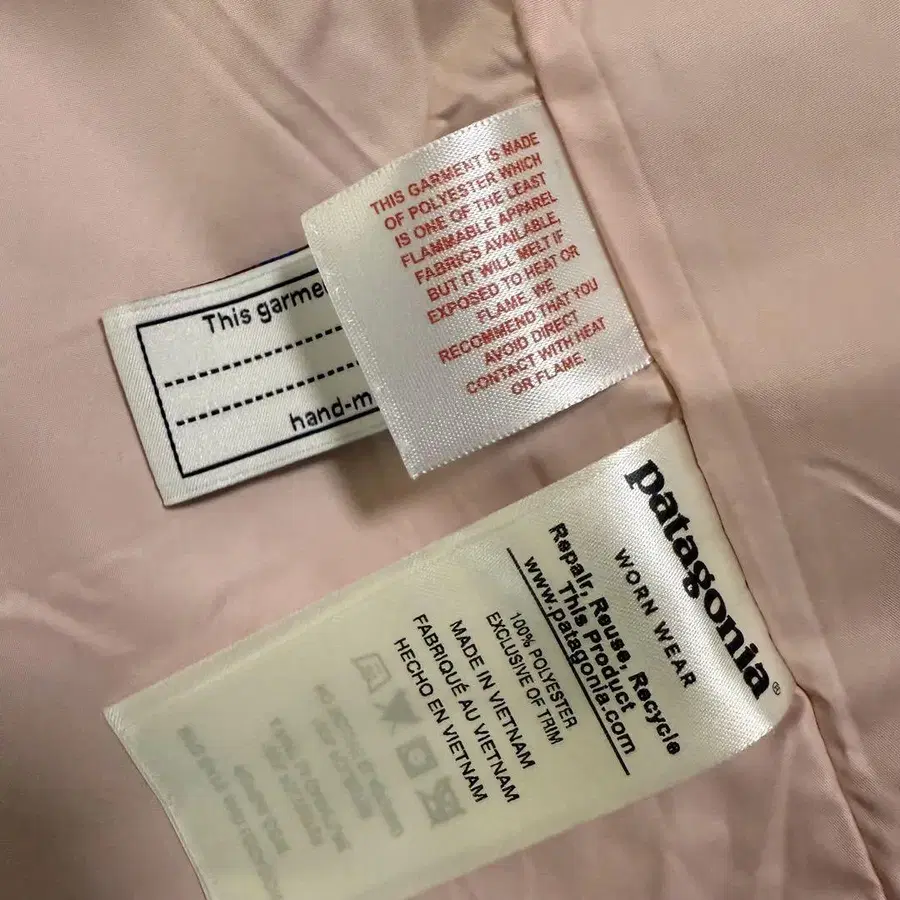 THIS GARMENT IS MADE
OF POLYESTER WHICH
IS ONE OF THE LEAST
FLAMMABLE APPAREL
FABRICS AVAILABLE,
BUT IT WILL MELT IF
EXPOSED TO HEAT OR
FLAME. WE
RECOMMEND THAT YOU
AVOID DIRECT
CONTACT WITH HEAT
OR FLAME.
This garme
hand-m
patagonia®
WORN WEAR
Repair, Reuse, Recycle
This Product
www.patagonia.com
100% POLYESTER
EXCLUSIVE OF TRIM
MADE IN VIETNAM
FABRIQUÉ AU VIETNAM
HECHO EN VIETNAM